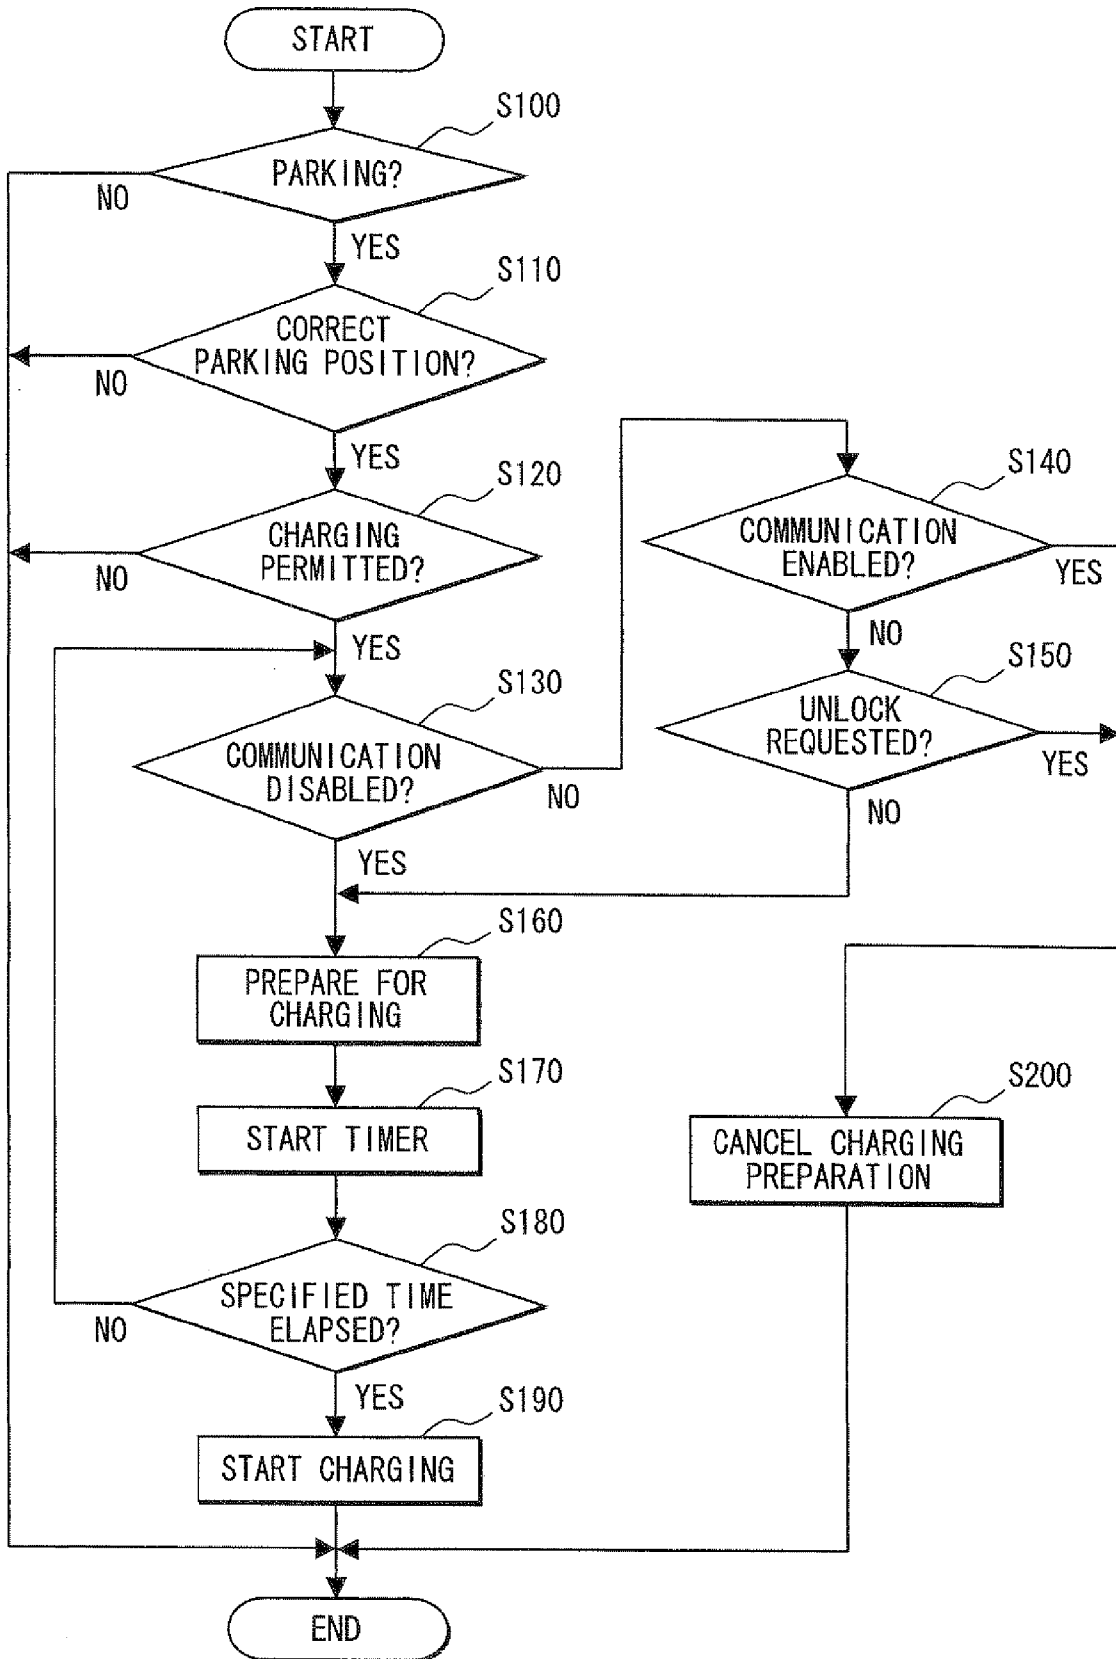 START
S100
PARKING?
NO
YES
S110
CORRECT
PARKING POSITION?
NO
YES
S120
CHARGING
PERMITTED?
NO
YES
S130
COMMUNICATION
DISABLED?
NO
YES
S140
COMMUNICATION
ENABLED?
YES
NO
S150
UNLOCK
REQUESTED?
YES
NO
S160
PREPARE FOR
CHARGING
S170
START TIMER
S180
SPECIFIED TIME
ELAPSED?
NO
YES
S190
START CHARGING
S200
CANCEL CHARGING
PREPARATION
END